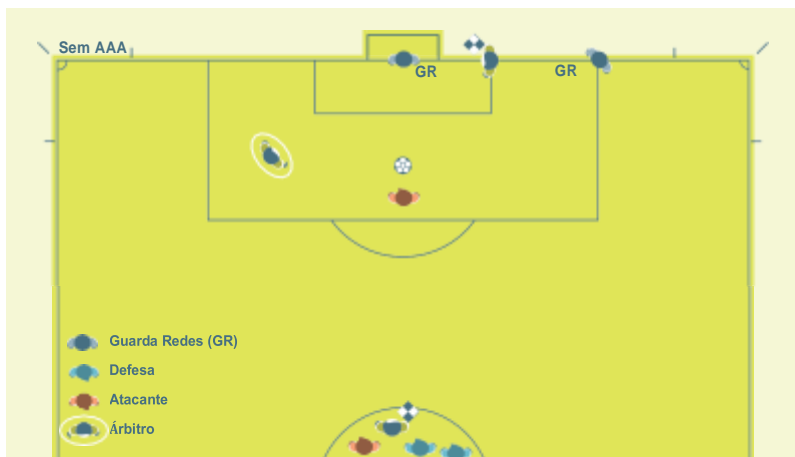 Sem AAA
GR
GR
Guarda Redes (GR)
Defesa
Atacante
Árbitro